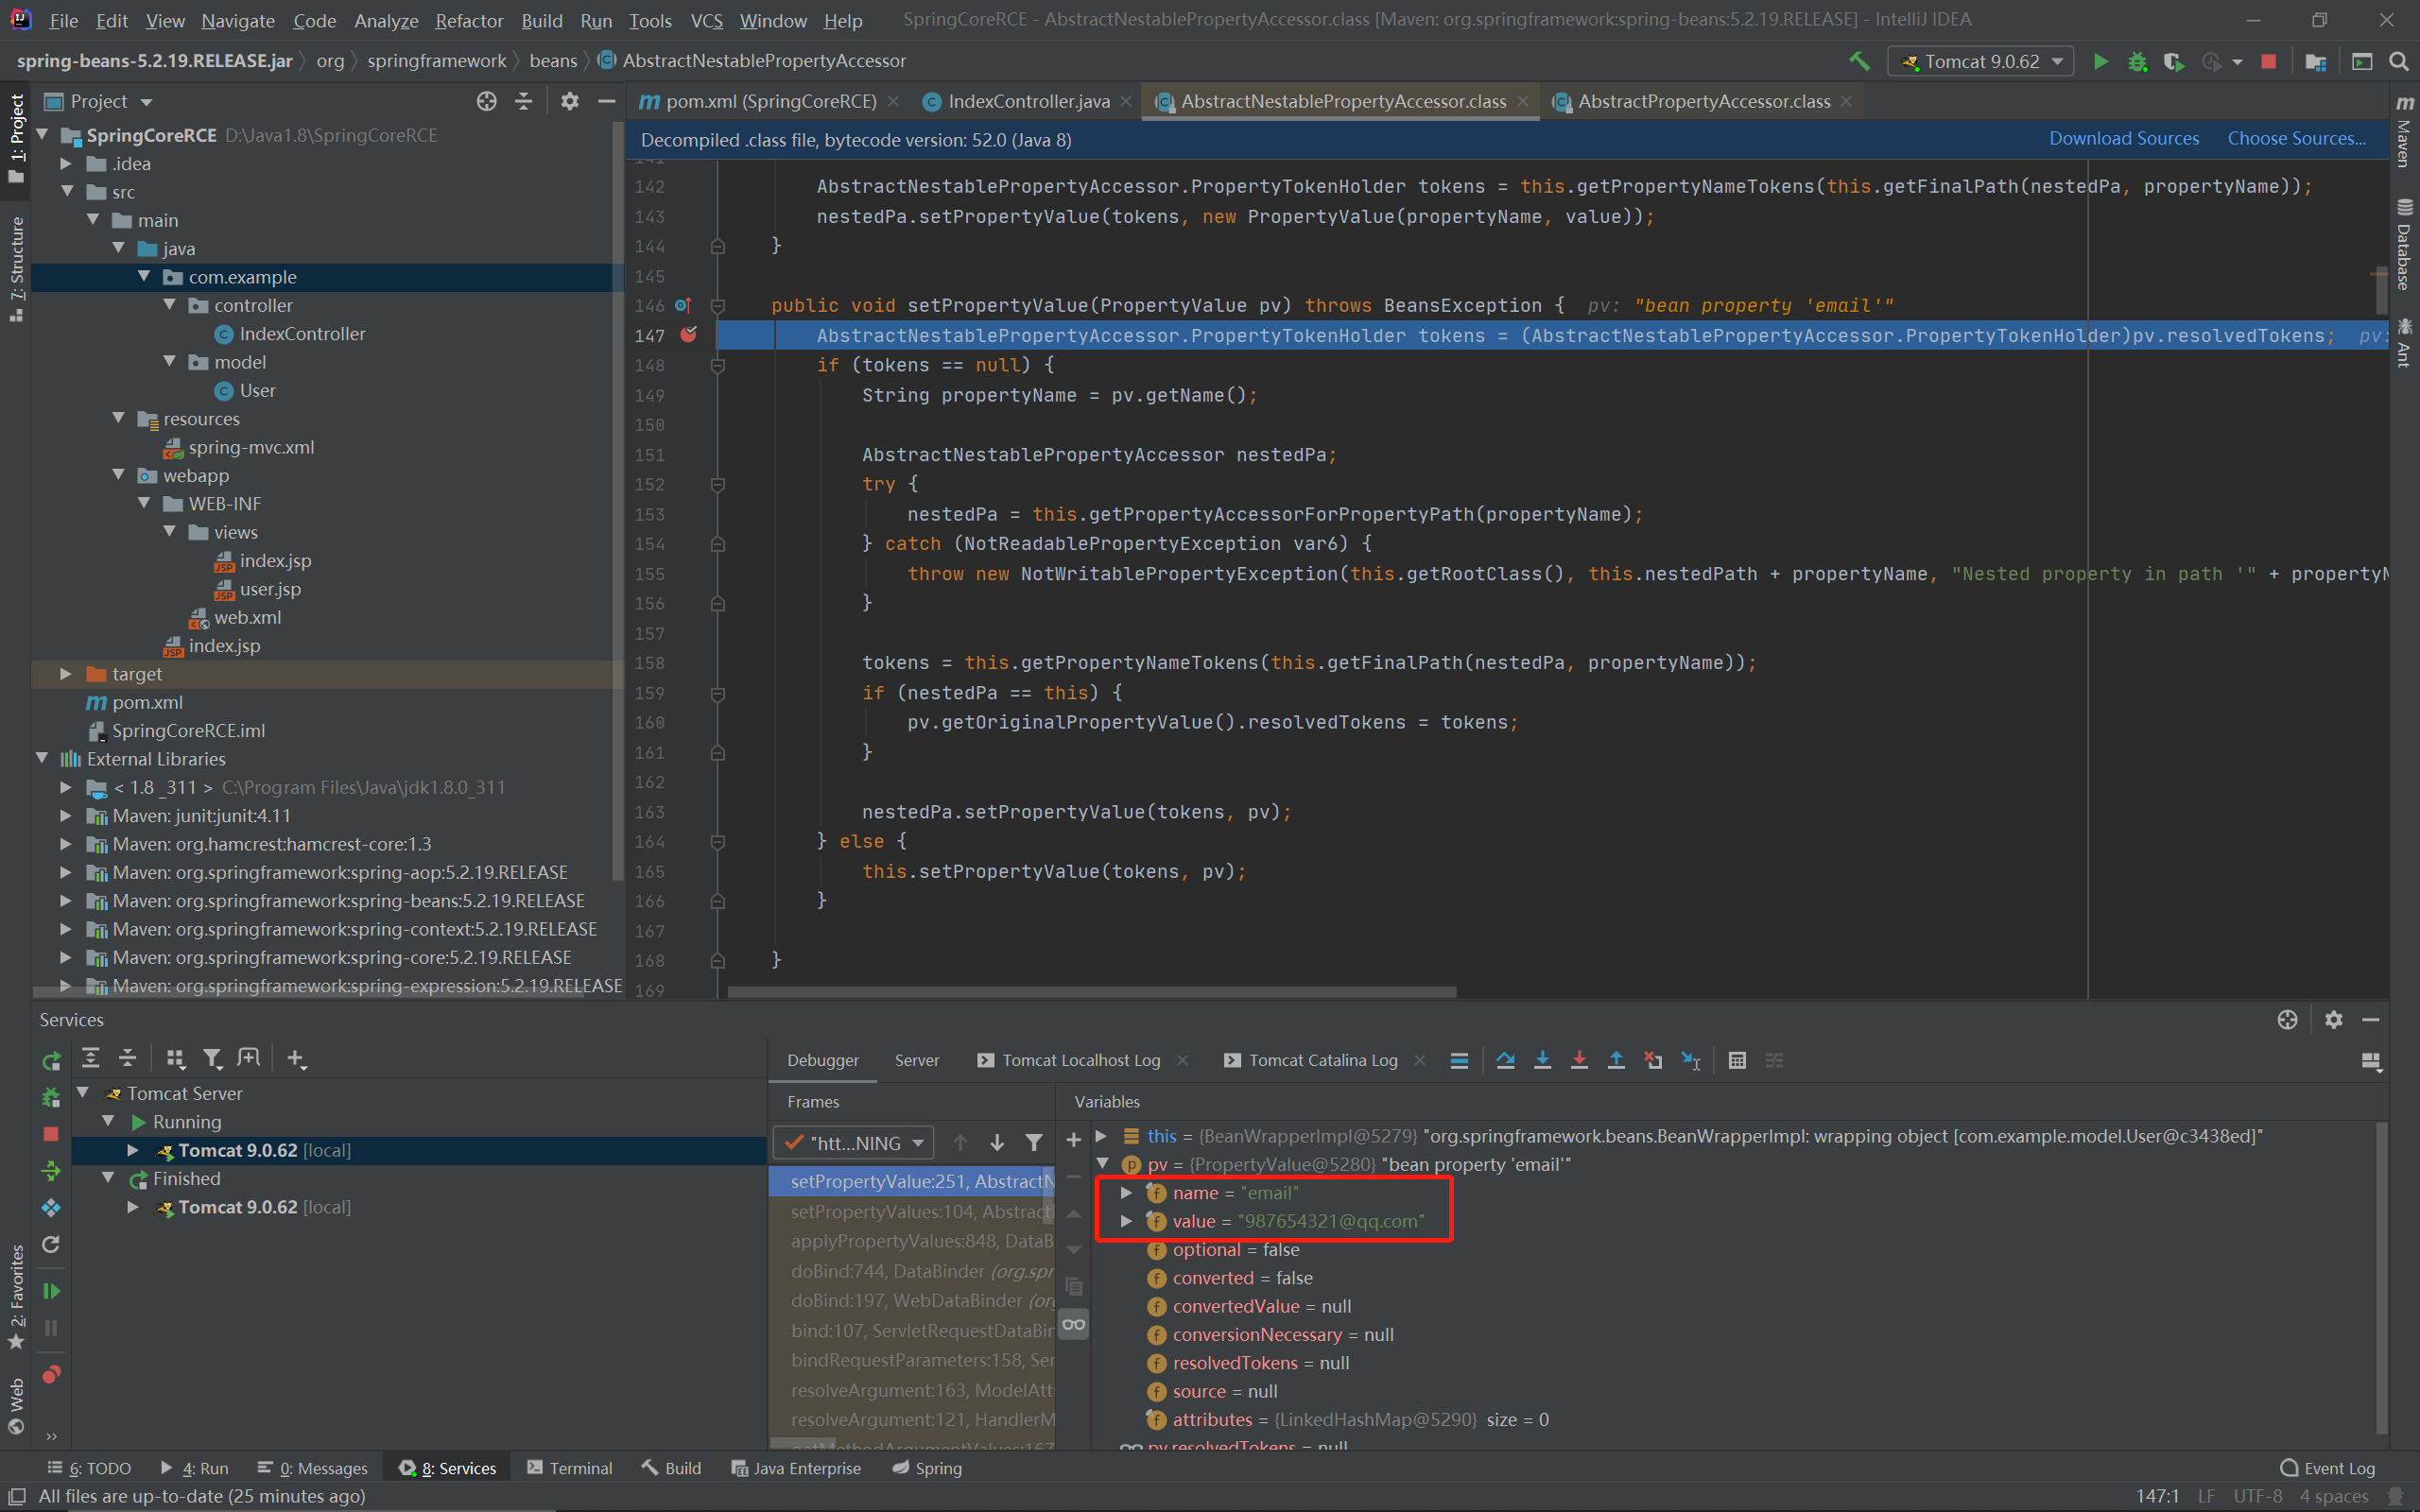 File Edit View Navigate Code Analyze Refactor Build Run Tools VCS Window Help SpringCoreRCE - AbstractNestablePropertyAccessor.class [Maven: org.springframework:spring-beans:5.2.19.RELEASE] - IntelliJ IDEA
spring-beans-5.2.19.RELEASE.jar org springframework beans AbstractNestablePropertyAccessor
Tomcat 9.0.62
Project
pom.xml (SpringCoreRCE) IndexController.java AbstractNestablePropertyAccessor.class AbstractPropertyAccessor.class
Decompiled .class file, bytecode version: 52.0 (Java 8) Download Sources Choose Sources...
1: Project
7: Structure
2: Favorites
Web
SpringCoreRCE D:\Java1.8\SpringCoreRCE
.idea
src
main
java
com.example
controller
IndexController
model
User
resources
spring-mvc.xml
webapp
WEB-INF
views
index.jsp
user.jsp
web.xml
index.jsp
target
pom.xml
SpringCoreRCE.iml
External Libraries
< 1.8 _311 > C:\Program Files\Java\jdk1.8.0_311
Maven: junit:junit:4.11
Maven: org.hamcrest:hamcrest-core:1.3
Maven: org.springframework:spring-aop:5.2.19.RELEASE
Maven: org.springframework:spring-beans:5.2.19.RELEASE
Maven: org.springframework:spring-context:5.2.19.RELEASE
Maven: org.springframework:spring-core:5.2.19.RELEASE
Maven: org.springframework:spring-expression:5.2.19.RELEASE
141
142 AbstractNestablePropertyAccessor.PropertyTokenHolder tokens = this.getPropertyNameTokens(this.getFinalPath(nestedPa, propertyName));
143 nestedPa.setPropertyValue(tokens, new PropertyValue(propertyName, value));
144 }
145
146 public void setPropertyValue(PropertyValue pv) throws BeansException { pv: "bean property 'email'"
147 AbstractNestablePropertyAccessor.PropertyTokenHolder tokens = (AbstractNestablePropertyAccessor.PropertyTokenHolder)pv.resolvedTokens; pv:
148 if (tokens == null) {
149 String propertyName = pv.getName();
150
151 AbstractNestablePropertyAccessor nestedPa;
152 try {
153 nestedPa = this.getPropertyAccessorForPropertyPath(propertyName);
154 } catch (NotReadablePropertyException var6) {
155 throw new NotWritablePropertyException(this.getRootClass(), this.nestedPath + propertyName, "Nested property in path '" + propertyN
156 }
157
158 tokens = this.getPropertyNameTokens(this.getFinalPath(nestedPa, propertyName));
159 if (nestedPa == this) {
160 pv.getOriginalPropertyValue().resolvedTokens = tokens;
161 }
162
163 nestedPa.setPropertyValue(tokens, pv);
164 } else {
165 this.setPropertyValue(tokens, pv);
166 }
167
168 }
169
Maven
Database
Ant
Services
Tomcat Server
Running
Tomcat 9.0.62 [local]
Finished
Tomcat 9.0.62 [local]
Debugger Server Tomcat Localhost Log Tomcat Catalina Log
Frames
"htt...NING
setPropertyValue:251, AbstractN
setPropertyValues:104, Abstract
applyPropertyValues:848, DataB
doBind:744, DataBinder (org.spr
doBind:197, WebDataBinder (org
bind:107, ServletRequestDataBin
bindRequestParameters:158, Ser
resolveArgument:163, ModelAtt
resolveArgument:121, HandlerM
getMethodArgumentValues:167
Variables
this = {BeanWrapperImpl@5279} "org.springframework.beans.BeanWrapperImpl: wrapping object [com.example.model.User@c3438ed]"
pv = {PropertyValue@5280} "bean property 'email'"
name = "email"
value = "987654321@qq.com"
optional = false
converted = false
convertedValue = null
conversionNecessary = null
resolvedTokens = null
source = null
attributes = {LinkedHashMap@5290} size = 0
pv.resolvedTokens = null
6: TODO 4: Run 0: Messages 8: Services Terminal Build Java Enterprise Spring Event Log
All files are up-to-date (25 minutes ago) 147:1 LF UTF-8 4 spaces